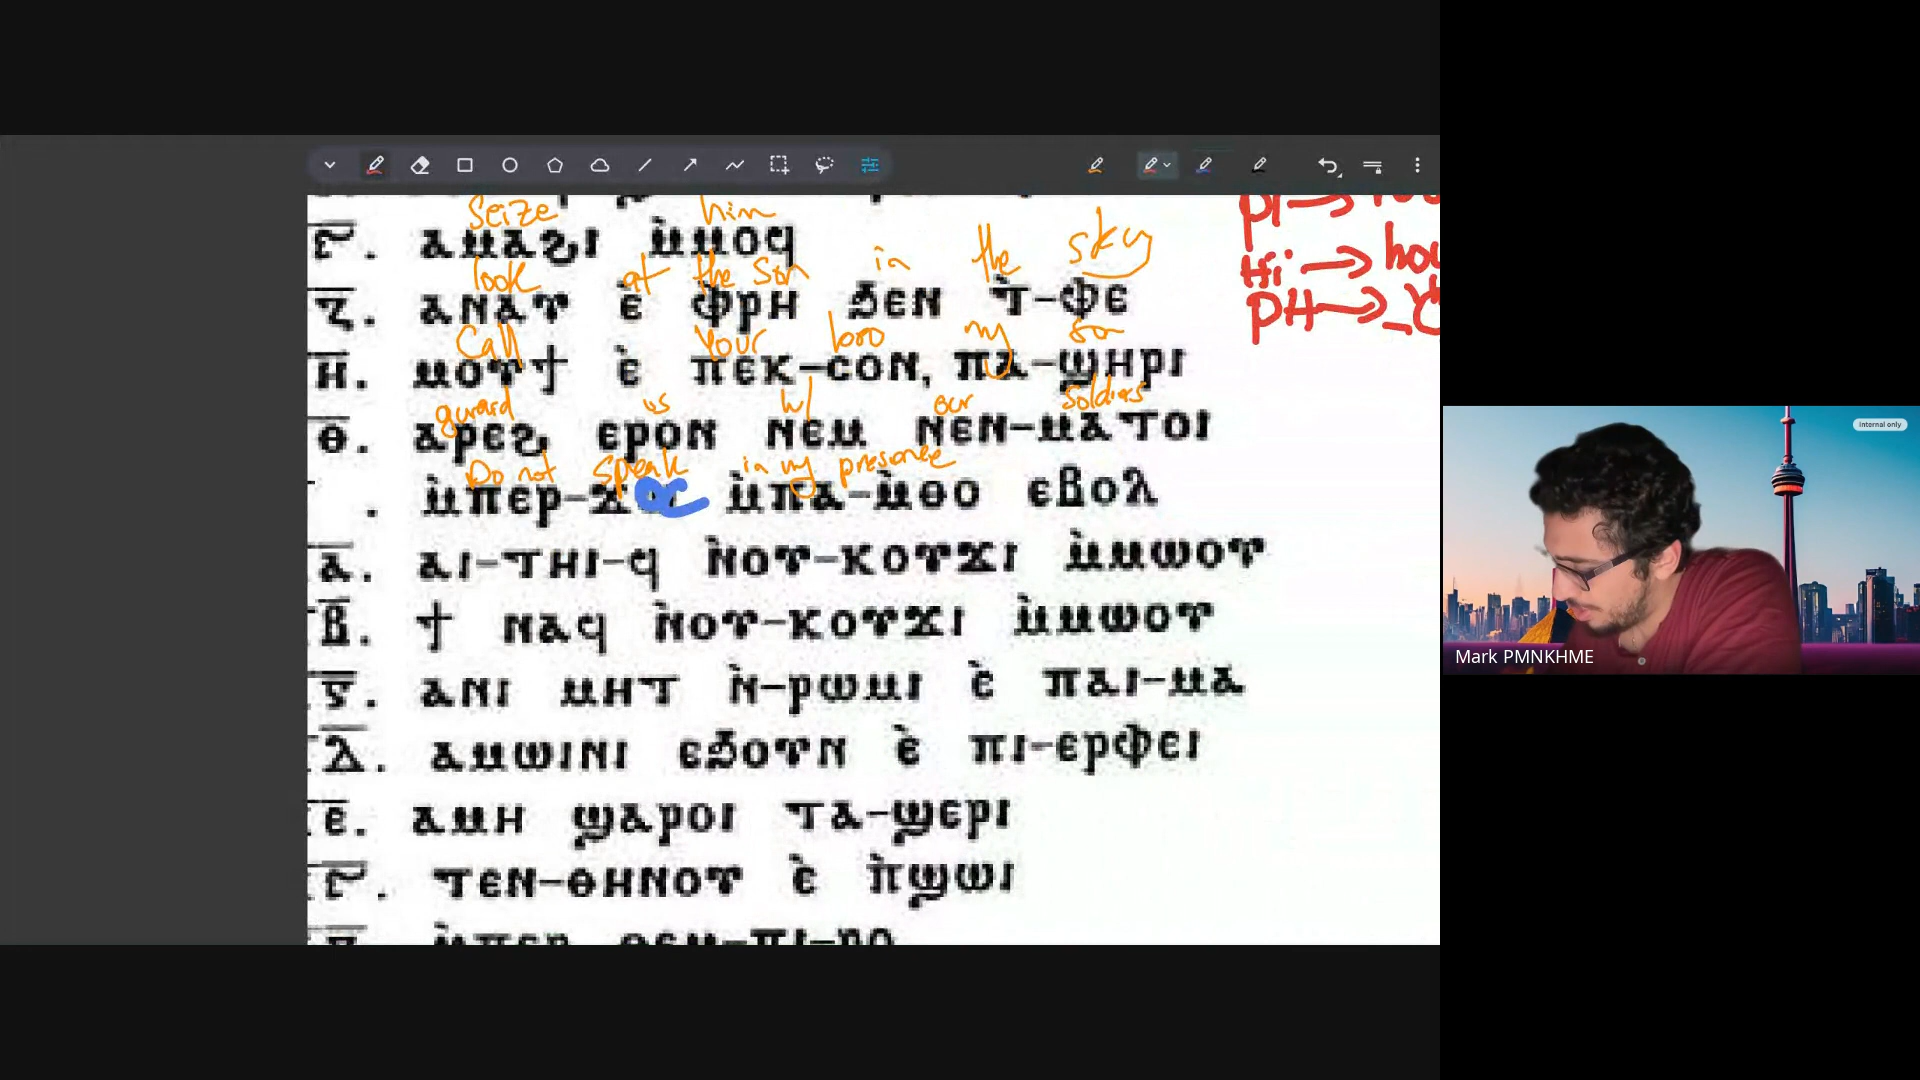 Seize him
ⲋ. ⲁⲙⲁϩⲓ ⲙ̀ⲙⲟϥ
look at the Son in the sky
ⲍ. ⲁⲛⲁⲩ ⲉ̀ ⲫⲣⲏ ϧⲉⲛ ⲧ̀-ⲫⲉ
Call your bro my son
ⲏ. ⲙⲟⲩϯ ⲉ̀ ⲡⲉⲕ-ⲥⲟⲛ, ⲡⲁ-ϣⲏⲣⲓ
guard us w/ our soldiers
ⲑ. ⲁⲣⲉϩ ⲉⲣⲟⲛ ⲛⲉⲙ ⲛⲉⲛ-ⲙⲁⲧⲟⲓ
Do not speak in my presence
. ⲙ̀ⲡⲉⲣ- ⲙ̀ⲡⲁ-ⲙ̀ⲑⲟ ⲉⲃⲟⲗ
ⲓⲁ. ⲁⲓ-ⲧⲏⲓ-ϥ ⲛ̀ⲟⲩ-ⲕⲟⲩϫⲓ ⲙ̀ⲙⲱⲟⲩ
ⲓⲃ. ϯ ⲛⲁϥ ⲛ̀ⲟⲩ-ⲕⲟⲩϫⲓ ⲙ̀ⲙⲱⲟⲩ
ⲓⲅ. ⲁⲛⲓ ⲙⲏⲧ ⲛ̀-ⲣⲱⲙⲓ ⲉ̀ ⲡⲁⲓ-ⲙⲁ
ⲓⲇ. ⲁⲙⲱⲓⲛⲓ ⲉϧⲟⲩⲛ ⲉ̀ ⲡⲓ-ⲉⲣⲫⲉⲓ
ⲓⲉ. ⲁⲙⲏ ϣⲁⲣⲟⲓ ⲧⲁ-ϣⲉⲣⲓ
ⲓⲋ. ⲧⲉⲛ-ⲑⲏⲛⲟⲩ ⲉ̀ ⲡ̀ϣⲱⲓ
Hi →
PH →
Internal only
Mark PMNKHME